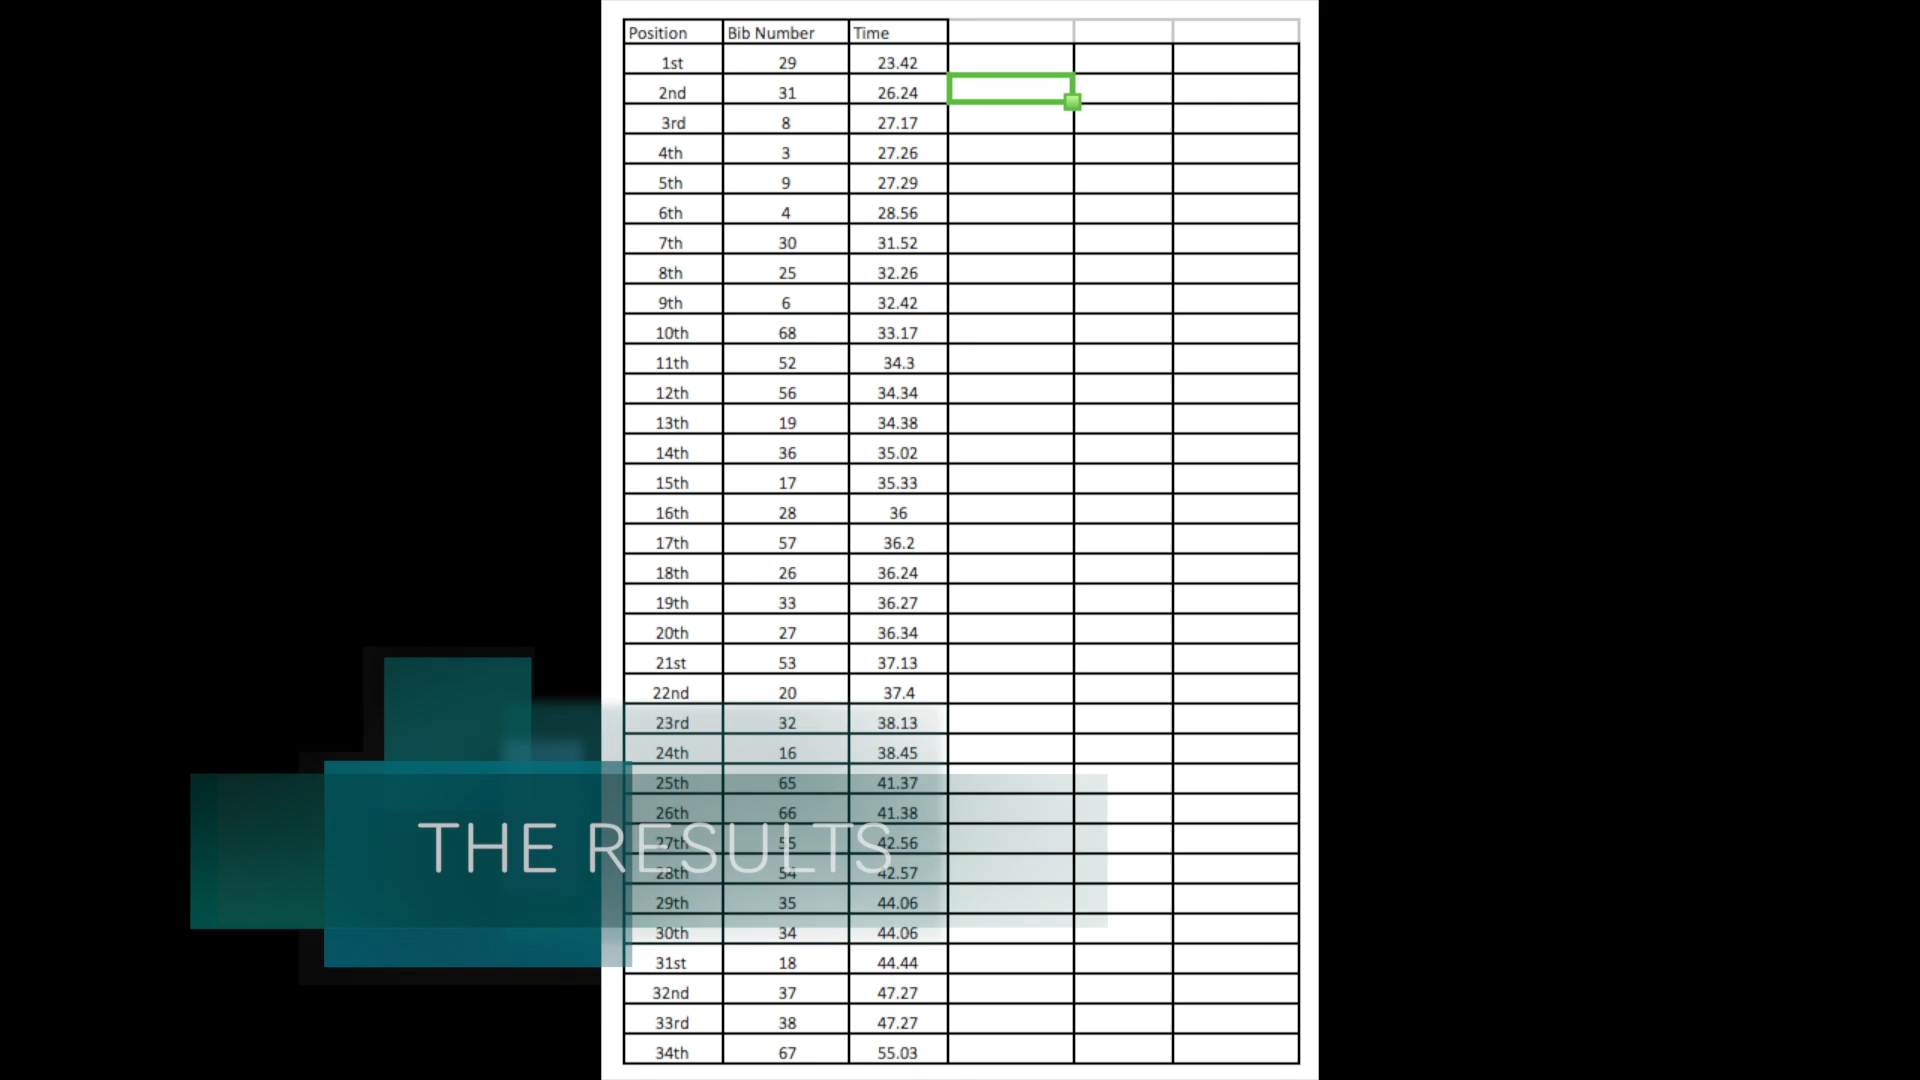 Position Bib Number Time
1st 29 23.42
2nd 31 26.24
3rd 8 27.17
4th 3 27.26
5th 9 27.29
6th 4 28.56
7th 30 31.52
8th 25 32.26
9th 6 32.42
10th 68 33.17
11th 52 34.3
12th 56 34.34
13th 19 34.38
14th 36 35.02
15th 17 35.33
16th 28 36
17th 57 36.2
18th 26 36.24
19th 33 36.27
20th 27 36.34
21st 53 37.13
22nd 20 37.4
23rd 32 38.13
24th 16 38.45
25th 65 41.37
26th 66 41.38
27th 55 42.56
28th 54 42.57
29th 35 44.06
30th 34 44.06
31st 18 44.44
32nd 37 47.27
33rd 38 47.27
34th 67 55.03
THE RESULTS